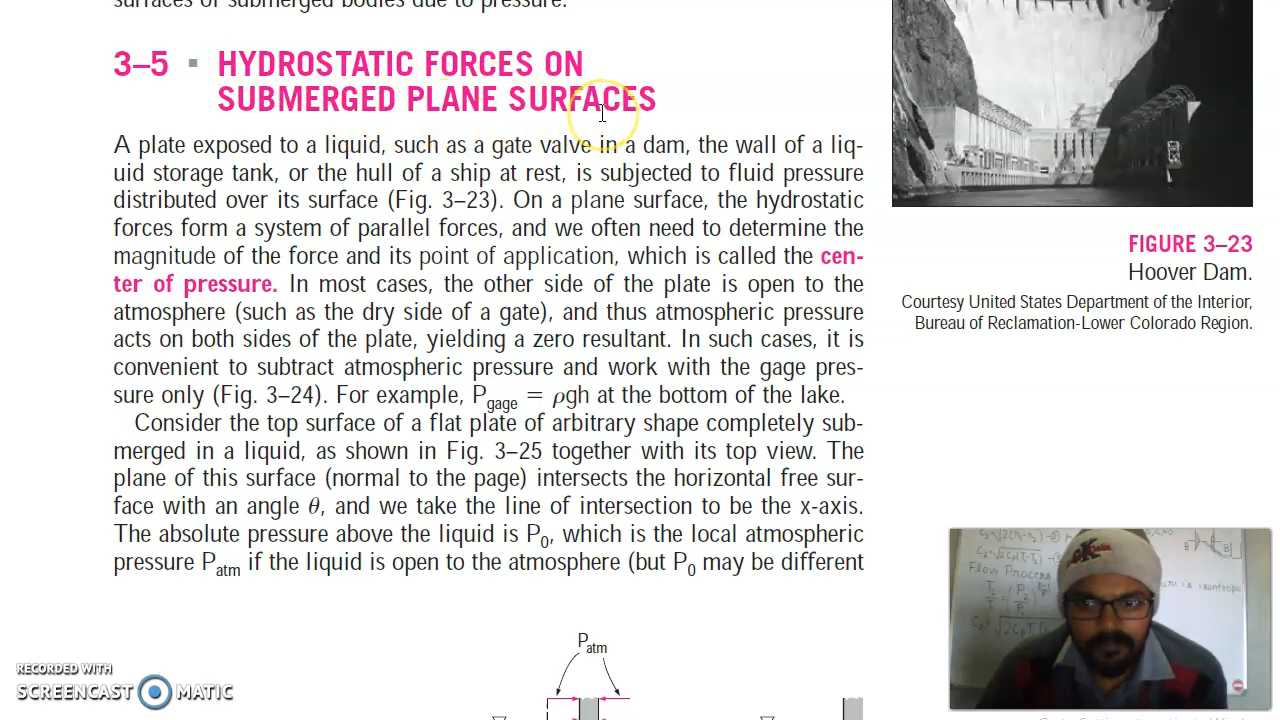 surfaces of submerged bodies due to pressure.
3–5 ▪ HYDROSTATIC FORCES ON
SUBMERGED PLANE SURFACES
A plate exposed to a liquid, such as a gate valve in a dam, the wall of a liq-
uid storage tank, or the hull of a ship at rest, is subjected to fluid pressure
distributed over its surface (Fig. 3–23). On a plane surface, the hydrostatic
forces form a system of parallel forces, and we often need to determine the
magnitude of the force and its point of application, which is called the cen-
ter of pressure. In most cases, the other side of the plate is open to the
atmosphere (such as the dry side of a gate), and thus atmospheric pressure
acts on both sides of the plate, yielding a zero resultant. In such cases, it is
convenient to subtract atmospheric pressure and work with the gage pres-
sure only (Fig. 3–24). For example, P_gage = ρgh at the bottom of the lake.
Consider the top surface of a flat plate of arbitrary shape completely sub-
merged in a liquid, as shown in Fig. 3–25 together with its top view. The
plane of this surface (normal to the page) intersects the horizontal free sur-
face with an angle θ, and we take the line of intersection to be the x-axis.
The absolute pressure above the liquid is P₀, which is the local atmospheric
pressure P_atm if the liquid is open to the atmosphere (but P₀ may be different
P_atm
FIGURE 3–23
Hoover Dam.
Courtesy United States Department of the Interior,
Bureau of Reclamation-Lower Colorado Region.
Flow Process
is isentropic
RECORDED WITH
SCREENCAST MATIC